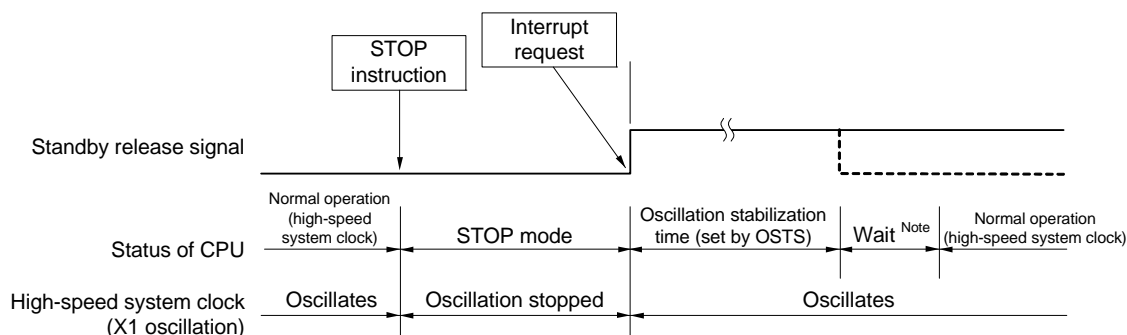 Interrupt
request
STOP
instruction
Standby release signal
Normal operation
(high-speed
system clock)
Status of CPU
STOP mode
Oscillation stabilization
time (set by OSTS)
Wait Note
Normal operation
(high-speed system clock)
High-speed system clock
(X1 oscillation)
Oscillates
Oscillation stopped
Oscillates